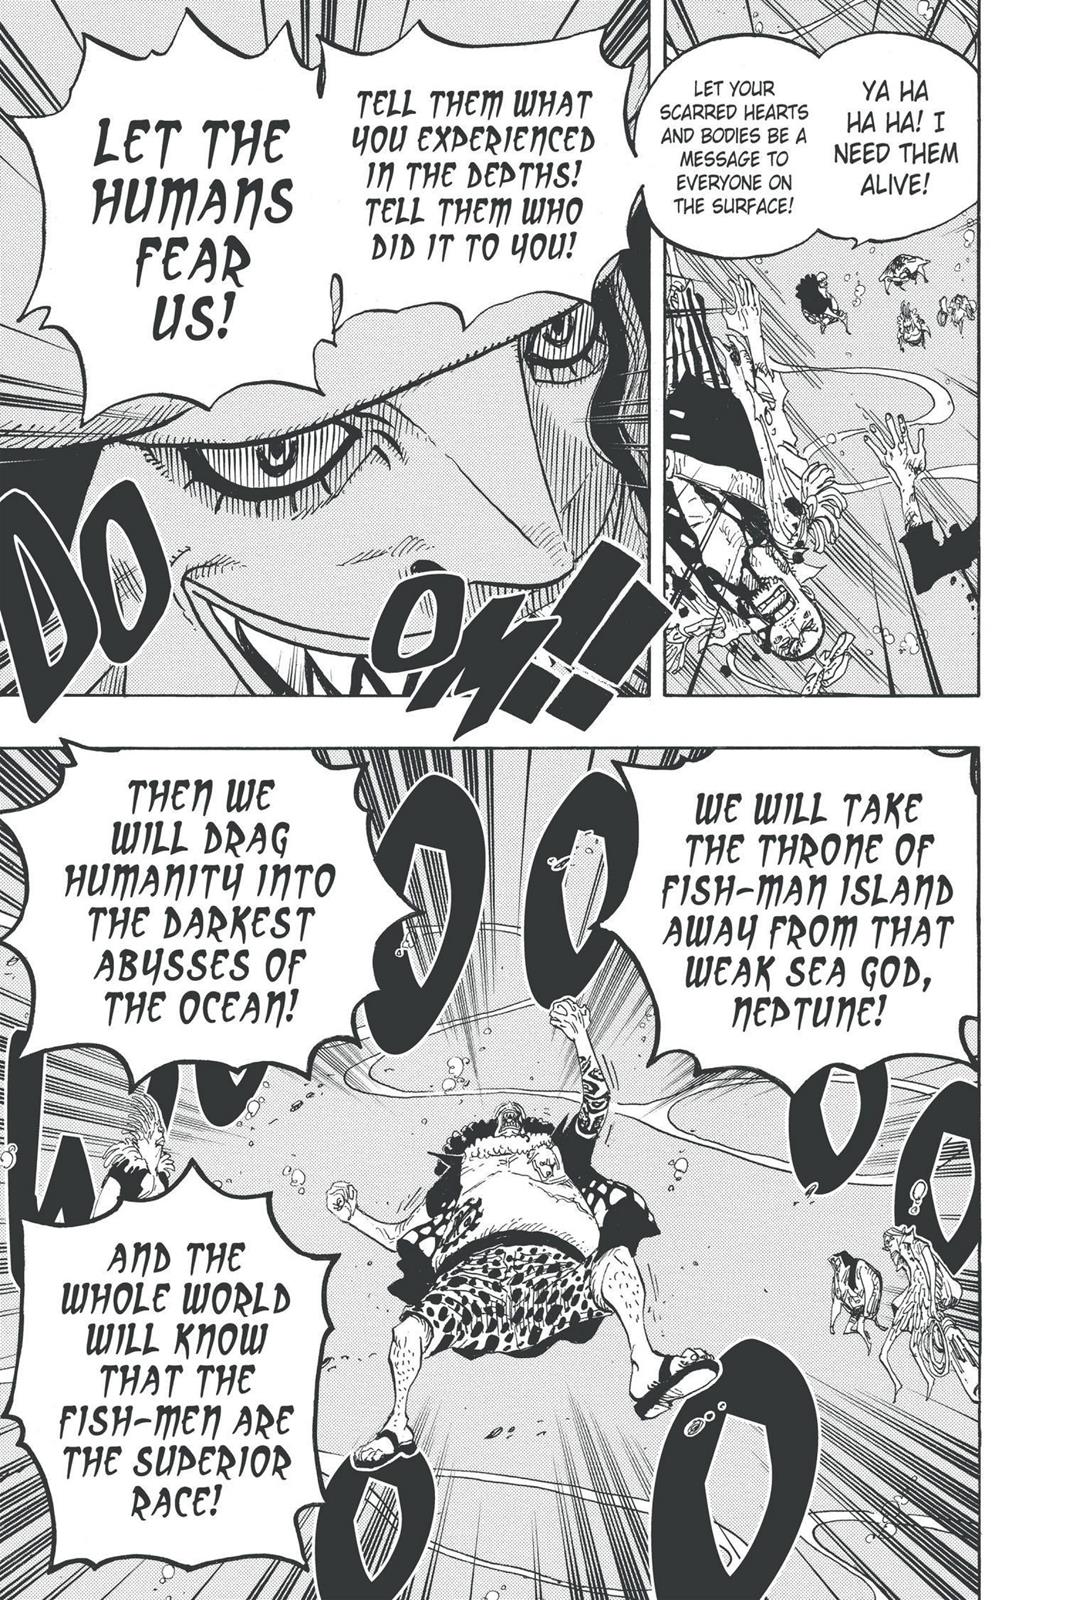 YA HA
HA HA! I
NEED THEM
ALIVE!
LET YOUR
SCARRED HEARTS
AND BODIES BE A
MESSAGE TO
EVERYONE ON
THE SURFACE!
TELL THEM WHAT
YOU EXPERIENCED
IN THE DEPTHS!
TELL THEM WHO
DID IT TO YOU!
LET THE
HUMANS
FEAR
US!
DO
OM!!
WE WILL TAKE
THE THRONE OF
FISH-MAN ISLAND
AWAY FROM THAT
WEAK SEA GOD,
NEPTUNE!
THEN WE
WILL DRAG
HUMANITY INTO
THE DARKEST
ABYSSES OF
THE OCEAN!
AND THE
WHOLE WORLD
WILL KNOW
THAT THE
FISH-MEN ARE
THE SUPERIOR
RACE!